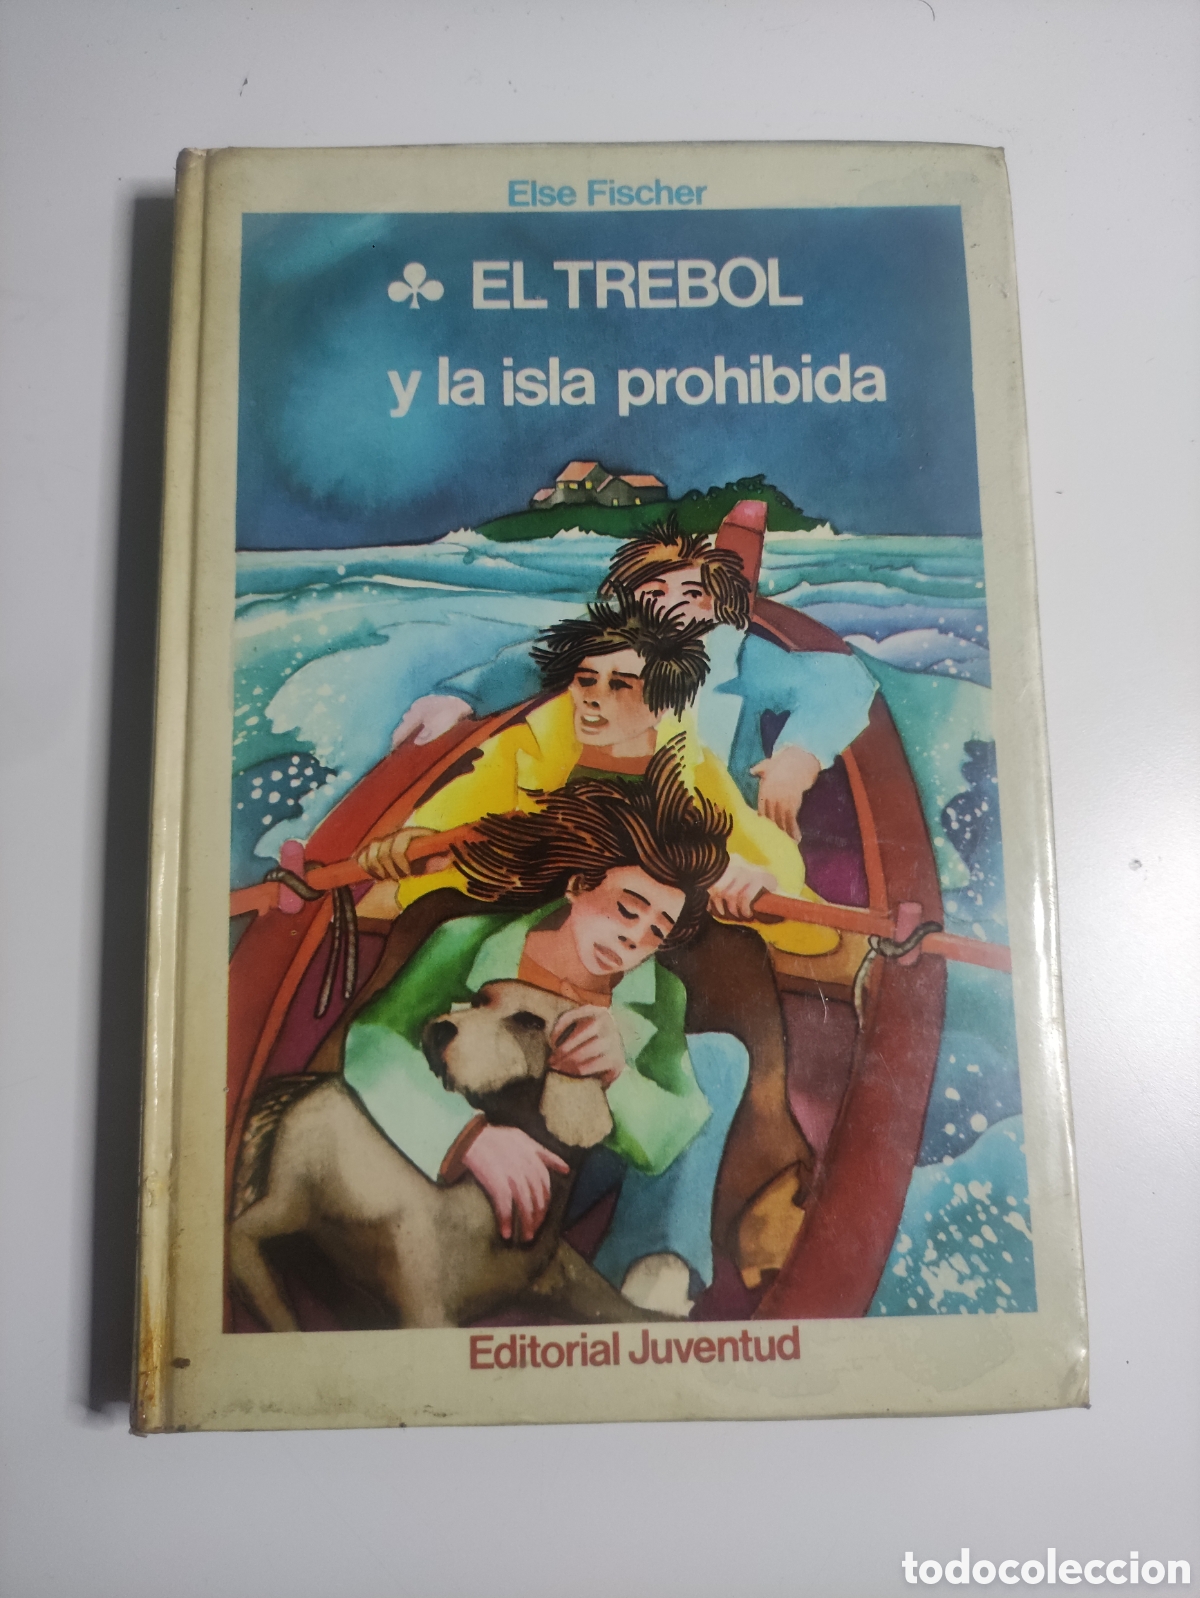 Else Fischer
EL TREBOL
y la isla prohibida
Editorial Juventud
todocoleccion